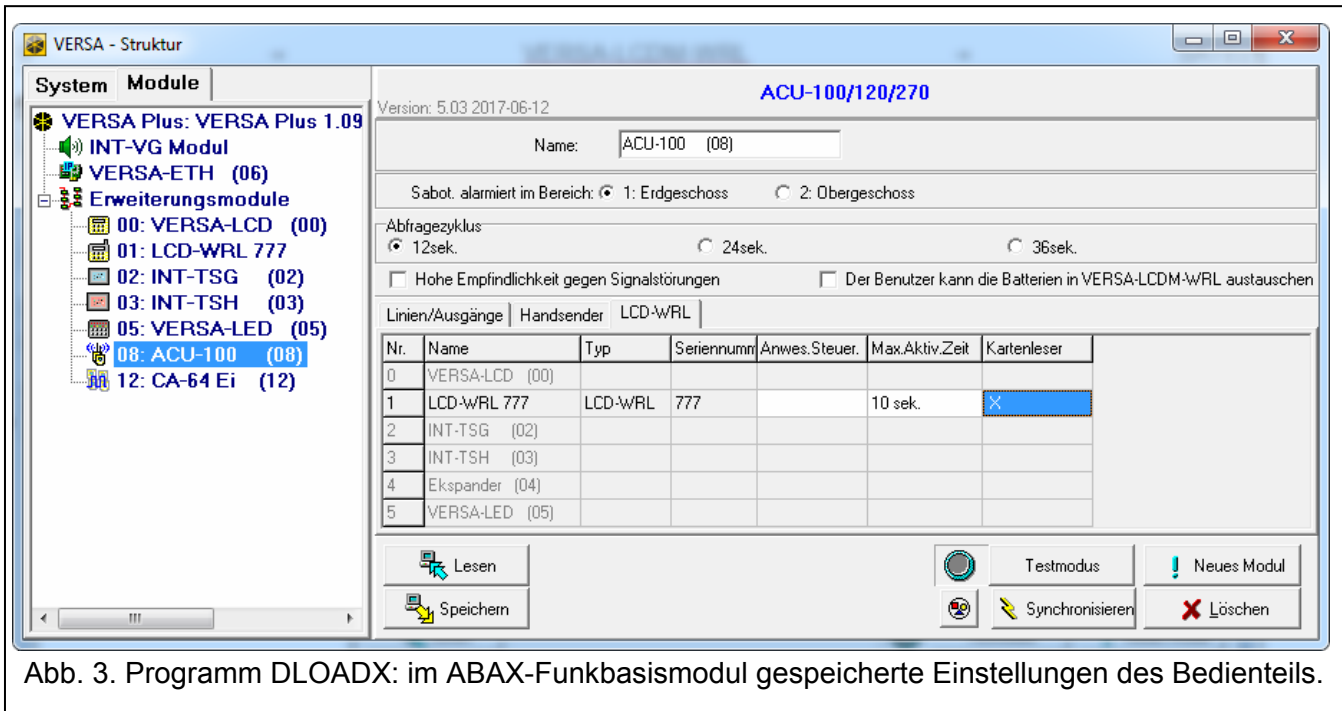 VERSA - Struktur
System Module
VERSA Plus: VERSA Plus 1.09
INT-VG Modul
VERSA-ETH (06)
Erweiterungsmodule
00: VERSA-LCD (00)
01: LCD-WRL 777
02: INT-TSG (02)
03: INT-TSH (03)
05: VERSA-LED (05)
08: ACU-100 (08)
12: CA-64 Ei (12)
ACU-100/120/270
Version: 5.03 2017-06-12
Name: ACU-100 (08)
Sabot. alarmiert im Bereich: 1: Erdgeschoss 2: Obergeschoss
Abfragezyklus
12sek. 24sek. 36sek.
Hohe Empfindlichkeit gegen Signalstörungen Der Benutzer kann die Batterien in VERSA-LCDM-WRL austauschen
Linien/Ausgänge Handsender LCD-WRL
Nr. Name Typ Seriennumm Anwes.Steuer. Max.Aktiv.Zeit Kartenleser
0 VERSA-LCD (00)
1 LCD-WRL 777 LCD-WRL 777 10 sek. X
2 INT-TSG (02)
3 INT-TSH (03)
4 Ekspander (04)
5 VERSA-LED (05)
Lesen Testmodus Neues Modul
Speichern Synchronisieren Löschen
Abb. 3. Programm DLOADX: im ABAX-Funkbasismodul gespeicherte Einstellungen des Bedienteils.